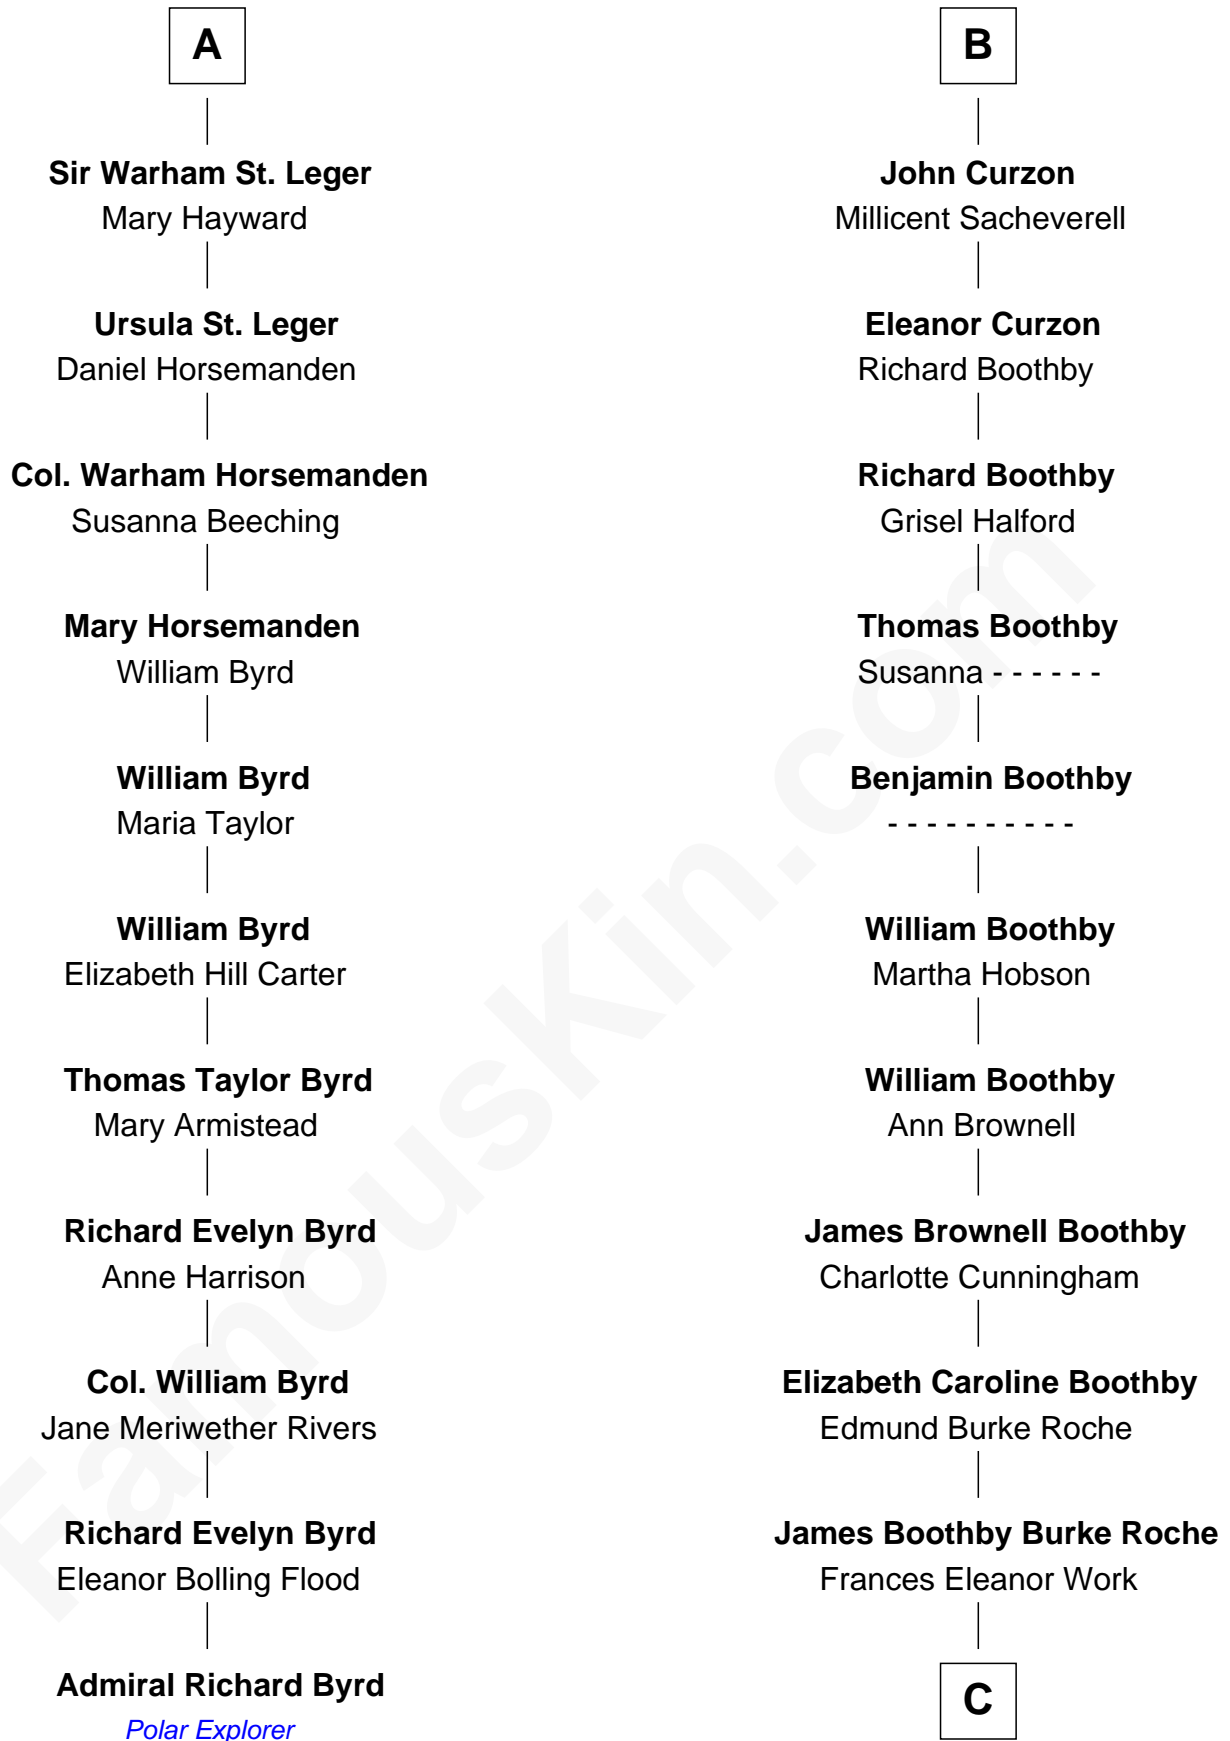 A
Sir Warham St. Leger
Mary Hayward
Ursula St. Leger
Daniel Horsemanden
Col. Warham Horsemanden
Susanna Beeching
Mary Horsemanden
William Byrd
William Byrd
Maria Taylor
William Byrd
Elizabeth Hill Carter
Thomas Taylor Byrd
Mary Armistead
Richard Evelyn Byrd
Anne Harrison
Col. William Byrd
Jane Meriwether Rivers
Richard Evelyn Byrd
Eleanor Bolling Flood
Admiral Richard Byrd
Polar Explorer
B
John Curzon
Millicent Sacheverell
Eleanor Curzon
Richard Boothby
Richard Boothby
Grisel Halford
Thomas Boothby
Susanna - - - - - -
Benjamin Boothby
- - - - - - - - - -
William Boothby
Martha Hobson
William Boothby
Ann Brownell
James Brownell Boothby
Charlotte Cunningham
Elizabeth Caroline Boothby
Edmund Burke Roche
James Boothby Burke Roche
Frances Eleanor Work
C
FamousKin.com